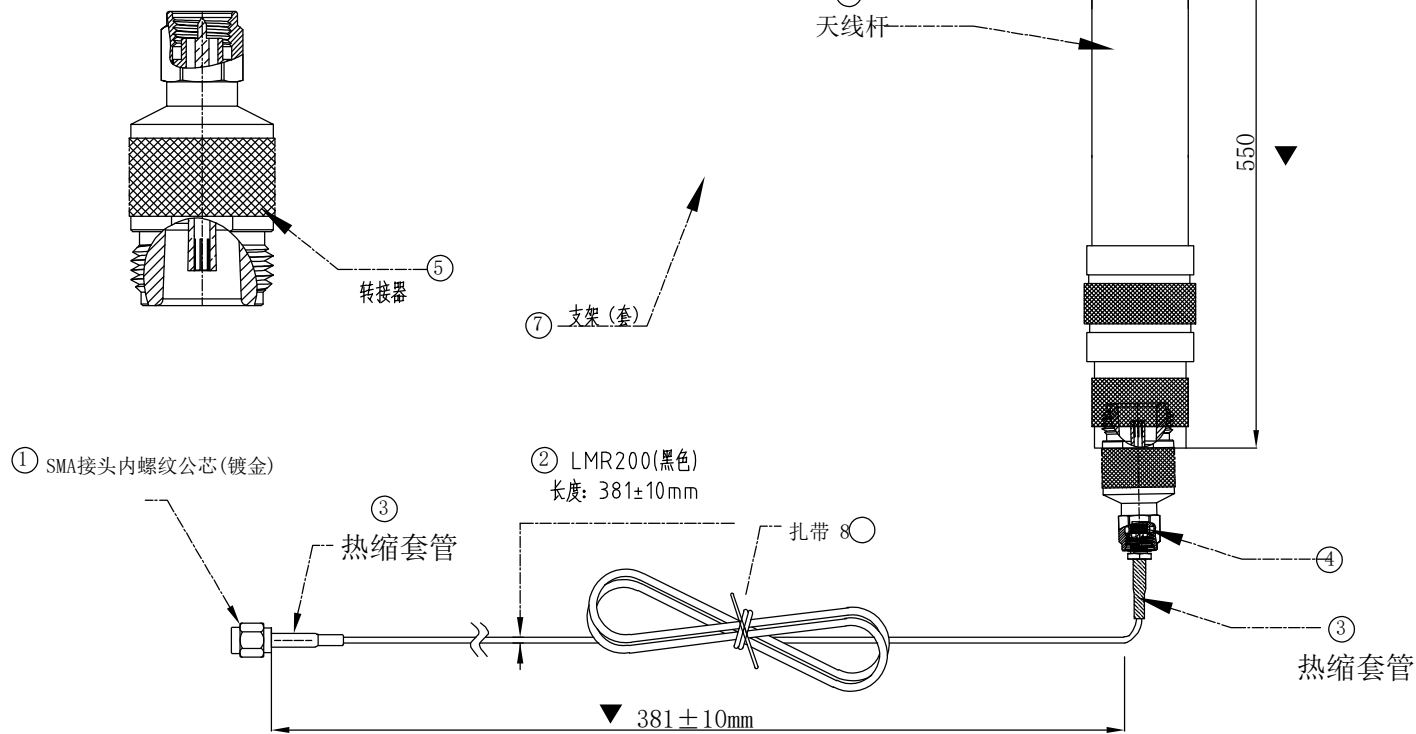 天线杆
550
⑤
转接器
⑦ 支架(套)
① SMA接头内螺纹公芯(镀金)
② LMR200(黑色)
长度: 381±10mm
③
热缩套管
扎带 8
④
③
热缩套管
381±10mm